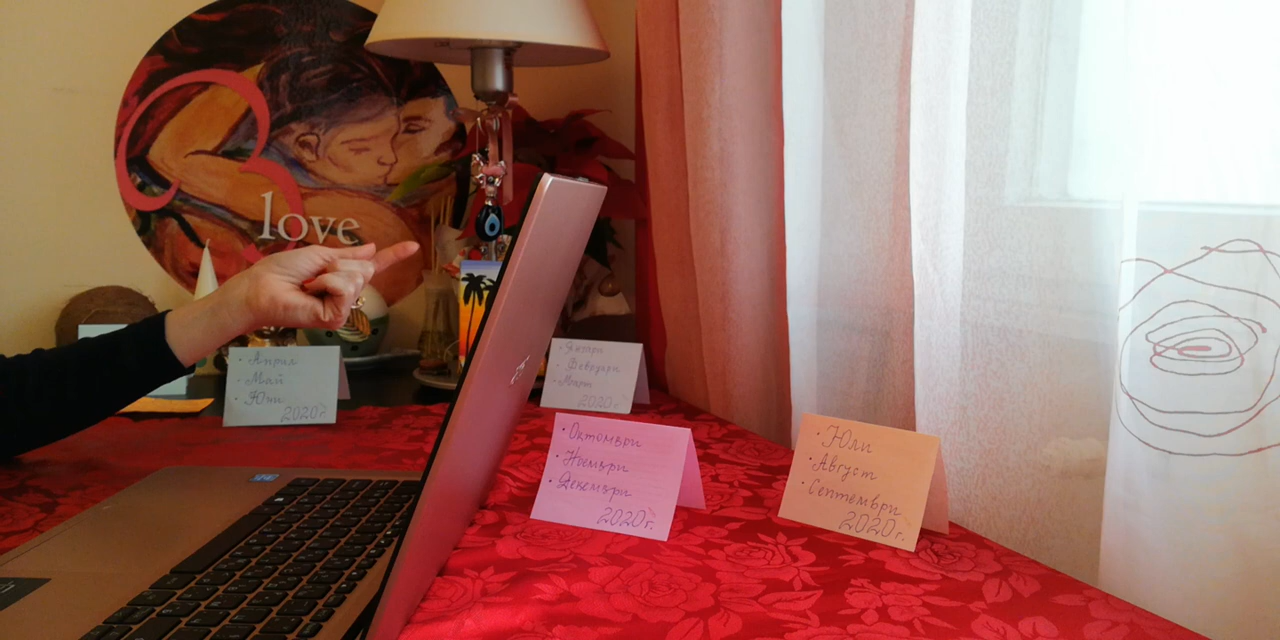 love
• Април
• Май
• Юни
2020г.
• Януари
• Февруари
• Март
2020г.
• Октомври
• Ноември
• Декември
2020г.
• Юли
• Август
• Септември
2020г.